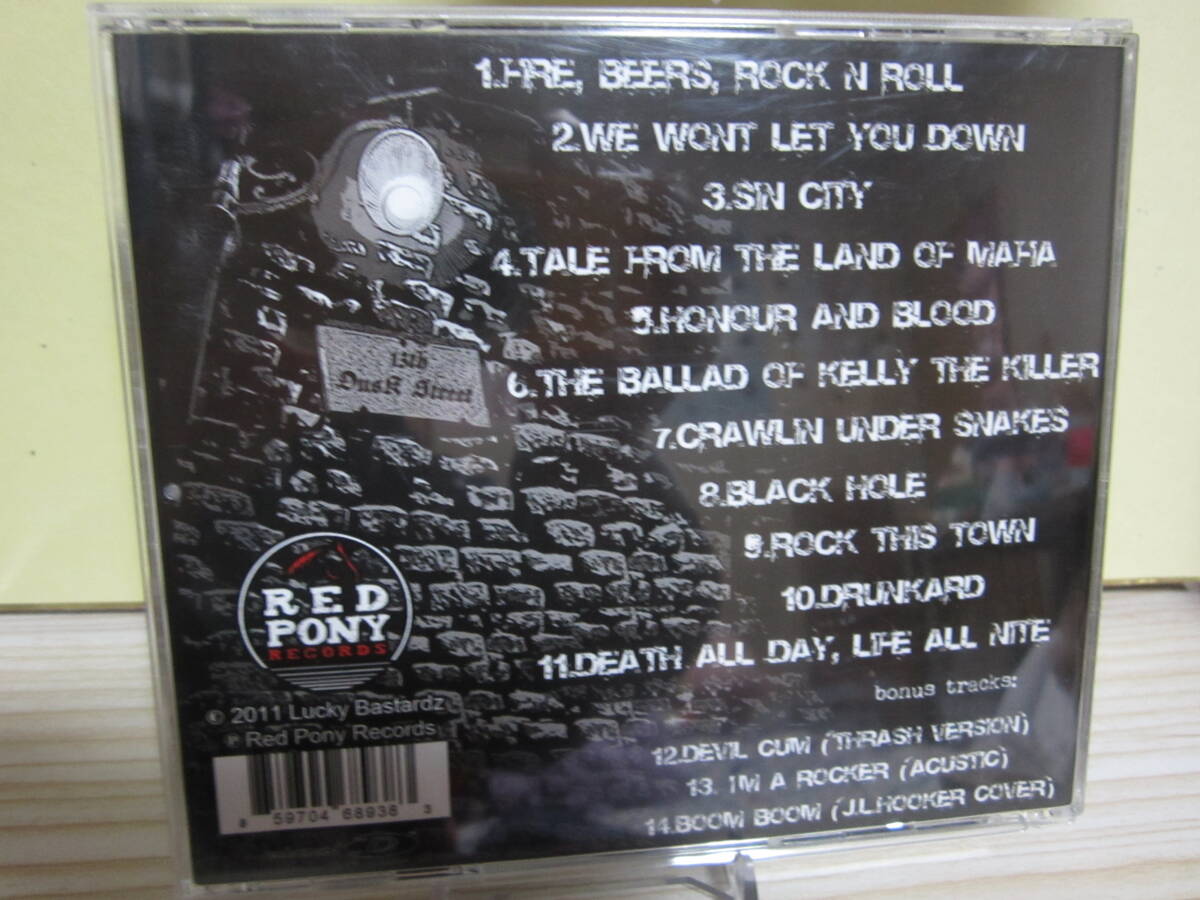 1.FIRE, BEERS, ROCK N ROLL
2.WE WONT LET YOU DOWN
3.SIN CITY
4.TALE FROM THE LAND OF MAFIA
5.HONOUR AND BLOOD
6.THE BALLAD OF KELLY THE KILLER
7.CRAWLIN UNDER SNAKES
8.BLACK HOLE
9.ROCK THIS TOWN
10.DRUNKARD
11.DEATH ALL DAY, LIFE ALL NITE
bonus tracks:
12.DEVIL CUM (THRASH VERSION)
13. I'M A ROCKER (ACUSTIC)
14.BOOM BOOM (J.L.HOOKER COVER)
13th
Dusk Street
RED
PONY
RECORDS
© 2011 Lucky Bastardz
℗ Red Pony Records
8 59704 68936 3